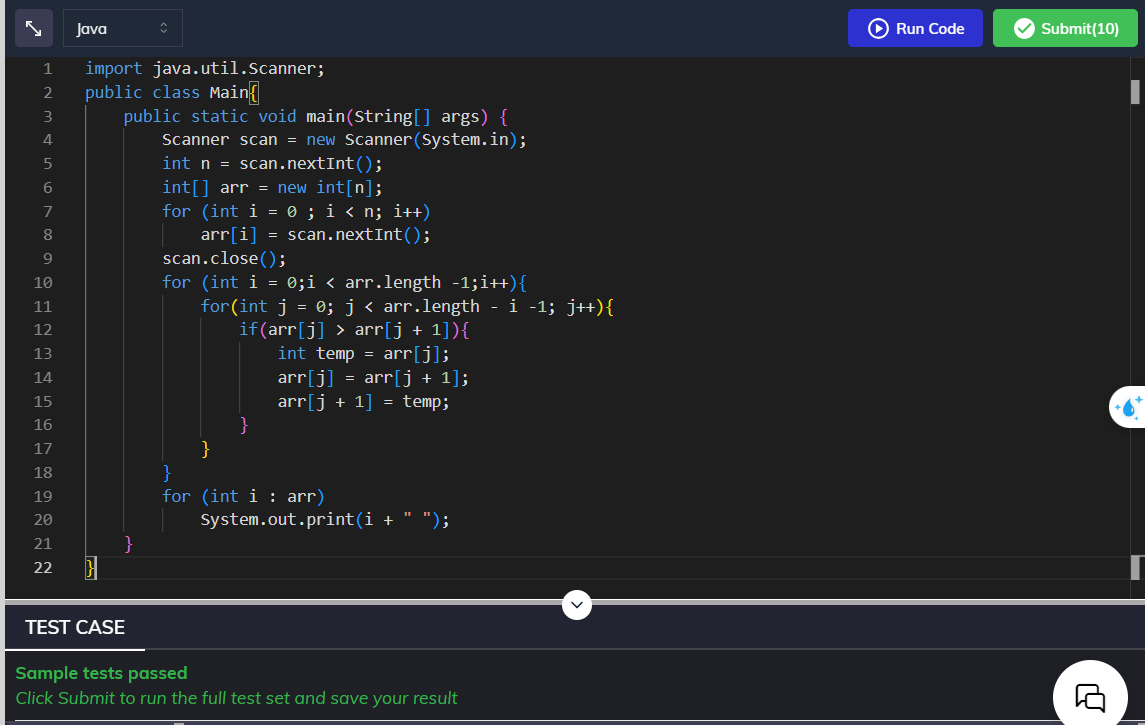 Java
Run Code
Submit(10)
1 import java.util.Scanner;
2 public class Main{
3     public static void main(String[] args) {
4         Scanner scan = new Scanner(System.in);
5         int n = scan.nextInt();
6         int[] arr = new int[n];
7         for (int i = 0 ; i < n; i++)
8             arr[i] = scan.nextInt();
9         scan.close();
10         for (int i = 0;i < arr.length -1;i++){
11             for(int j = 0; j < arr.length - i -1; j++){
12                 if(arr[j] > arr[j + 1]){
13                     int temp = arr[j];
14                     arr[j] = arr[j + 1];
15                     arr[j + 1] = temp;
16                 }
17             }
18         }
19         for (int i : arr)
20             System.out.print(i + " ");
21     }
22 }
TEST CASE
Sample tests passed
Click Submit to run the full test set and save your result